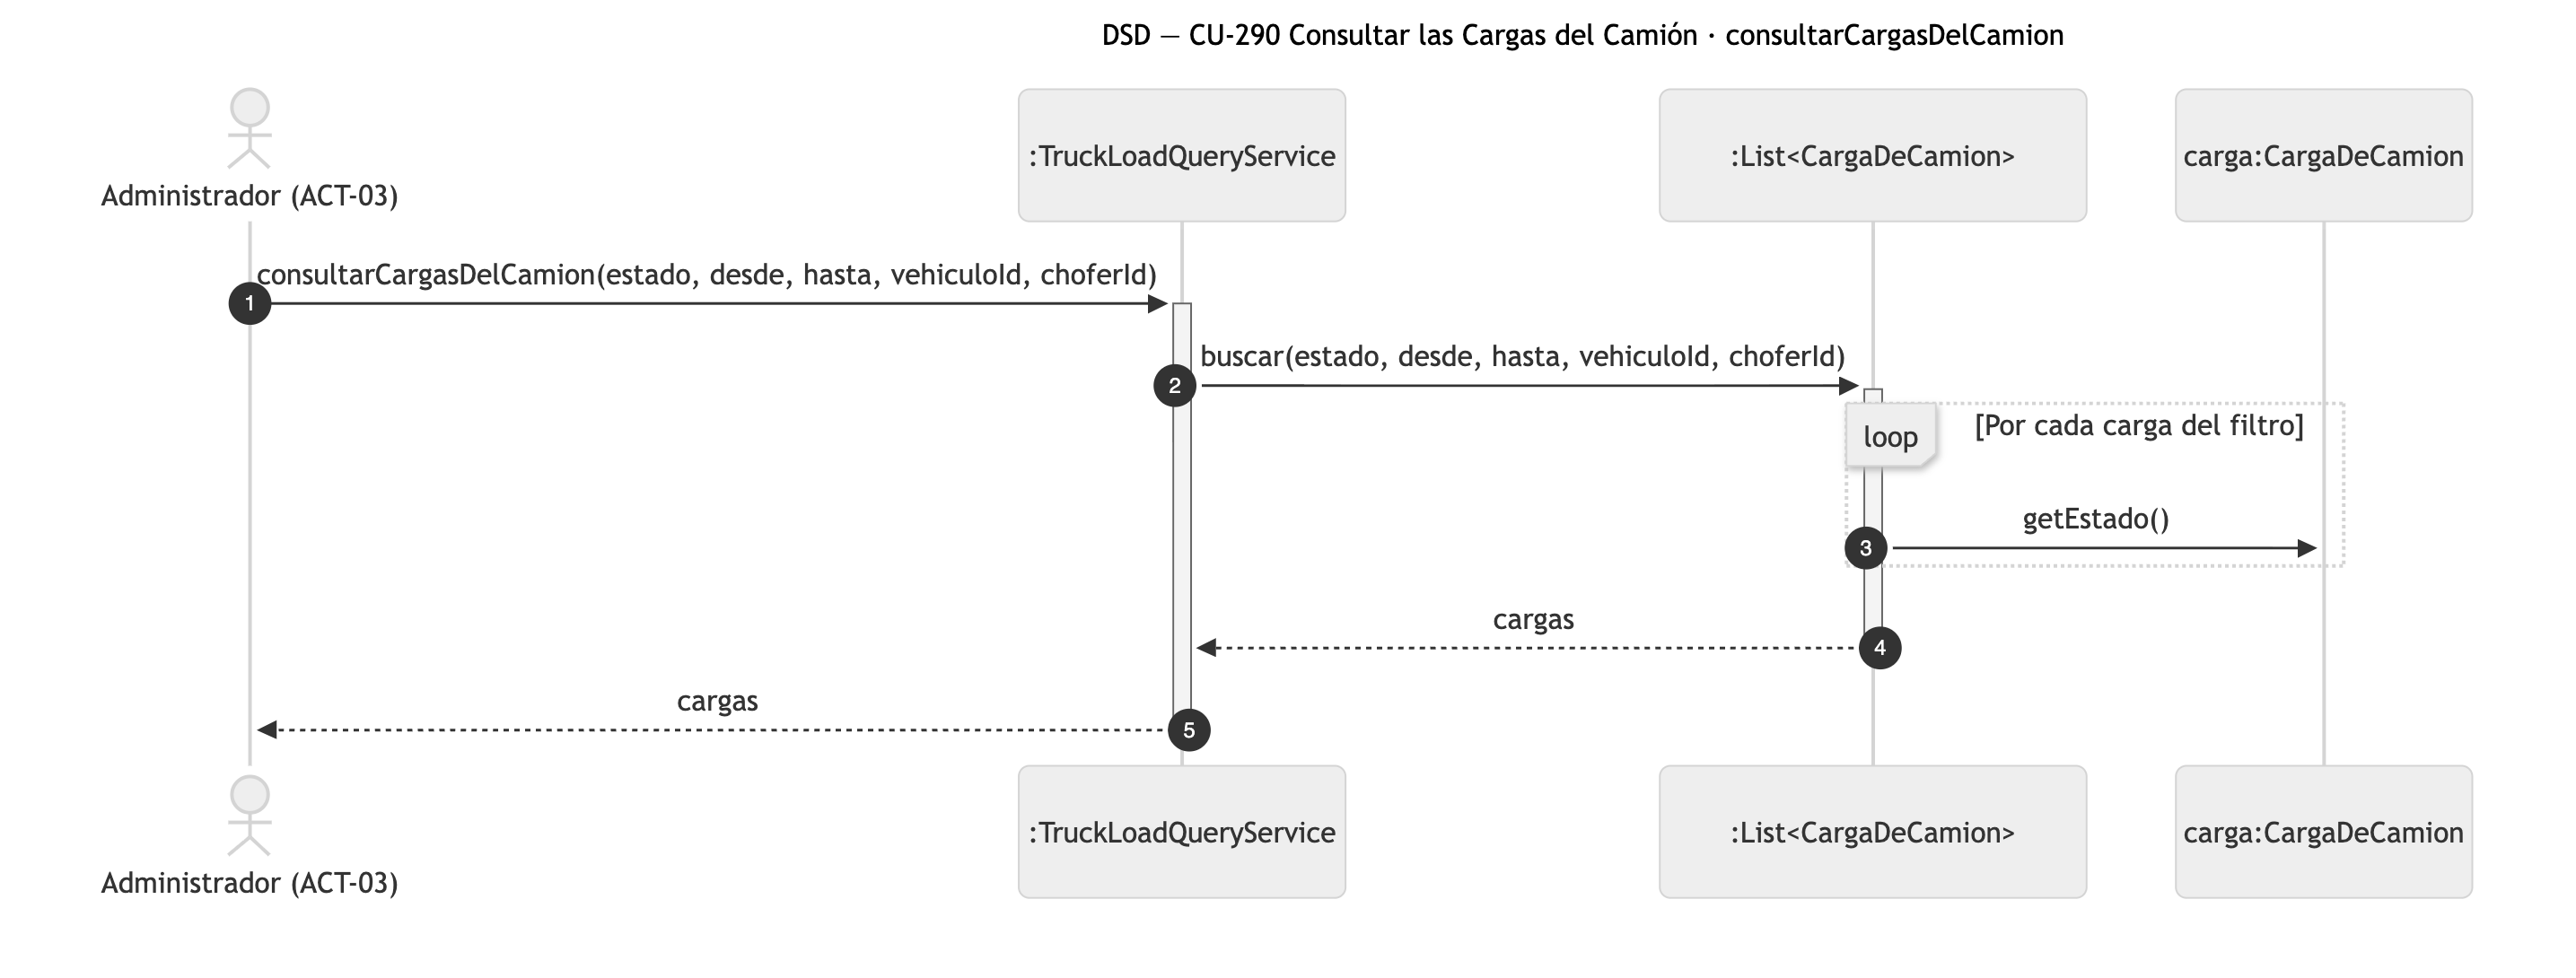 DSD — CU-290 Consultar las Cargas del Camión · consultarCargasDelCamion
Administrador (ACT-03)
:TruckLoadQueryService
:List<CargaDeCamion>
carga:CargaDeCamion
consultarCargasDelCamion(estado, desde, hasta, vehiculoId, choferId)
1
buscar(estado, desde, hasta, vehiculoId, choferId)
2
loop
[Por cada carga del filtro]
getEstado()
3
cargas
4
cargas
5
Administrador (ACT-03)
:TruckLoadQueryService
:List<CargaDeCamion>
carga:CargaDeCamion